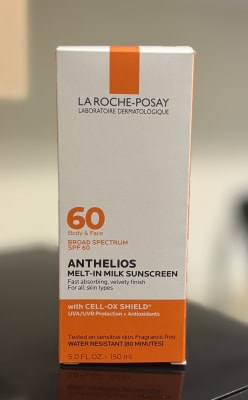 LA ROCHE-POSAY
LABORATOIRE DERMATOLOGIQUE
60
Body & Face
BROAD SPECTRUM
SPF 60
ANTHELIOS
MELT-IN MILK SUNSCREEN
Fast absorbing, velvety finish
For all skin types
with CELL-OX SHIELD®
UVA/UVB Protection + Antioxidants
Tested on sensitive skin. Fragrance-free
WATER RESISTANT (80 MINUTES)
5.0 FL.OZ. - 150 ml